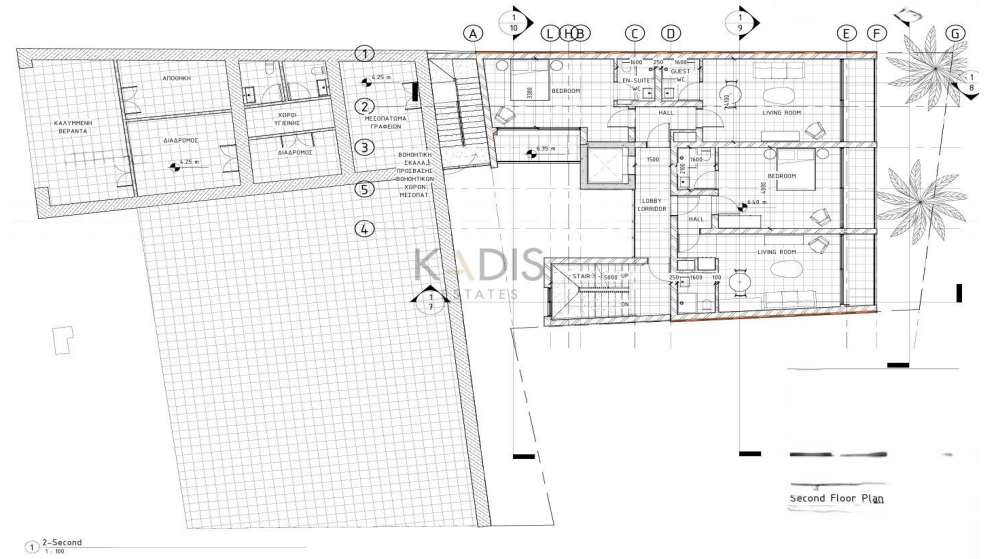 1
10
1
9
A
L
H
B
C
D
E
F
G
1
8
1
2
3
5
4
ΑΠΟΘΗΚΗ
6.25 m
ΚΑΛΥΜΜΕΝΗ
ΒΕΡΑΝΤΑ
ΔΙΑΔΡΟΜΟΣ
6.25 m
ΧΩΡΟΙ
ΥΓΙΕΙΝΗΣ
ΔΙΑΔΡΟΜΟΣ
ΜΕΣΟΠΑΤΩΜΑ
ΓΡΑΦΕΙΩΝ
ΒΟΗΘΗΤΙΚΗ
ΣΚΑΛΑ
ΠΡΟΣΒΑΣΗΣ
ΒΟΗΘΗΤΙΚΩΝ
ΧΩΡΩΝ
ΜΕΣΟΠΑΤ.
3380
BEDROOM
6.35 m
1600
250
1600
EN-SUITE
WC
GUEST
WC
HALL
4100
LIVING ROOM
1500
2100
1600
BEDROOM
4000
6.40 m
LOBBY
CORRIDOR
HALL
LIVING ROOM
STAIR
5000
UP
DN
250
1600
100
KADIS
ESTATES
1
7
Second Floor Plan
1
2-Second
1 : 100